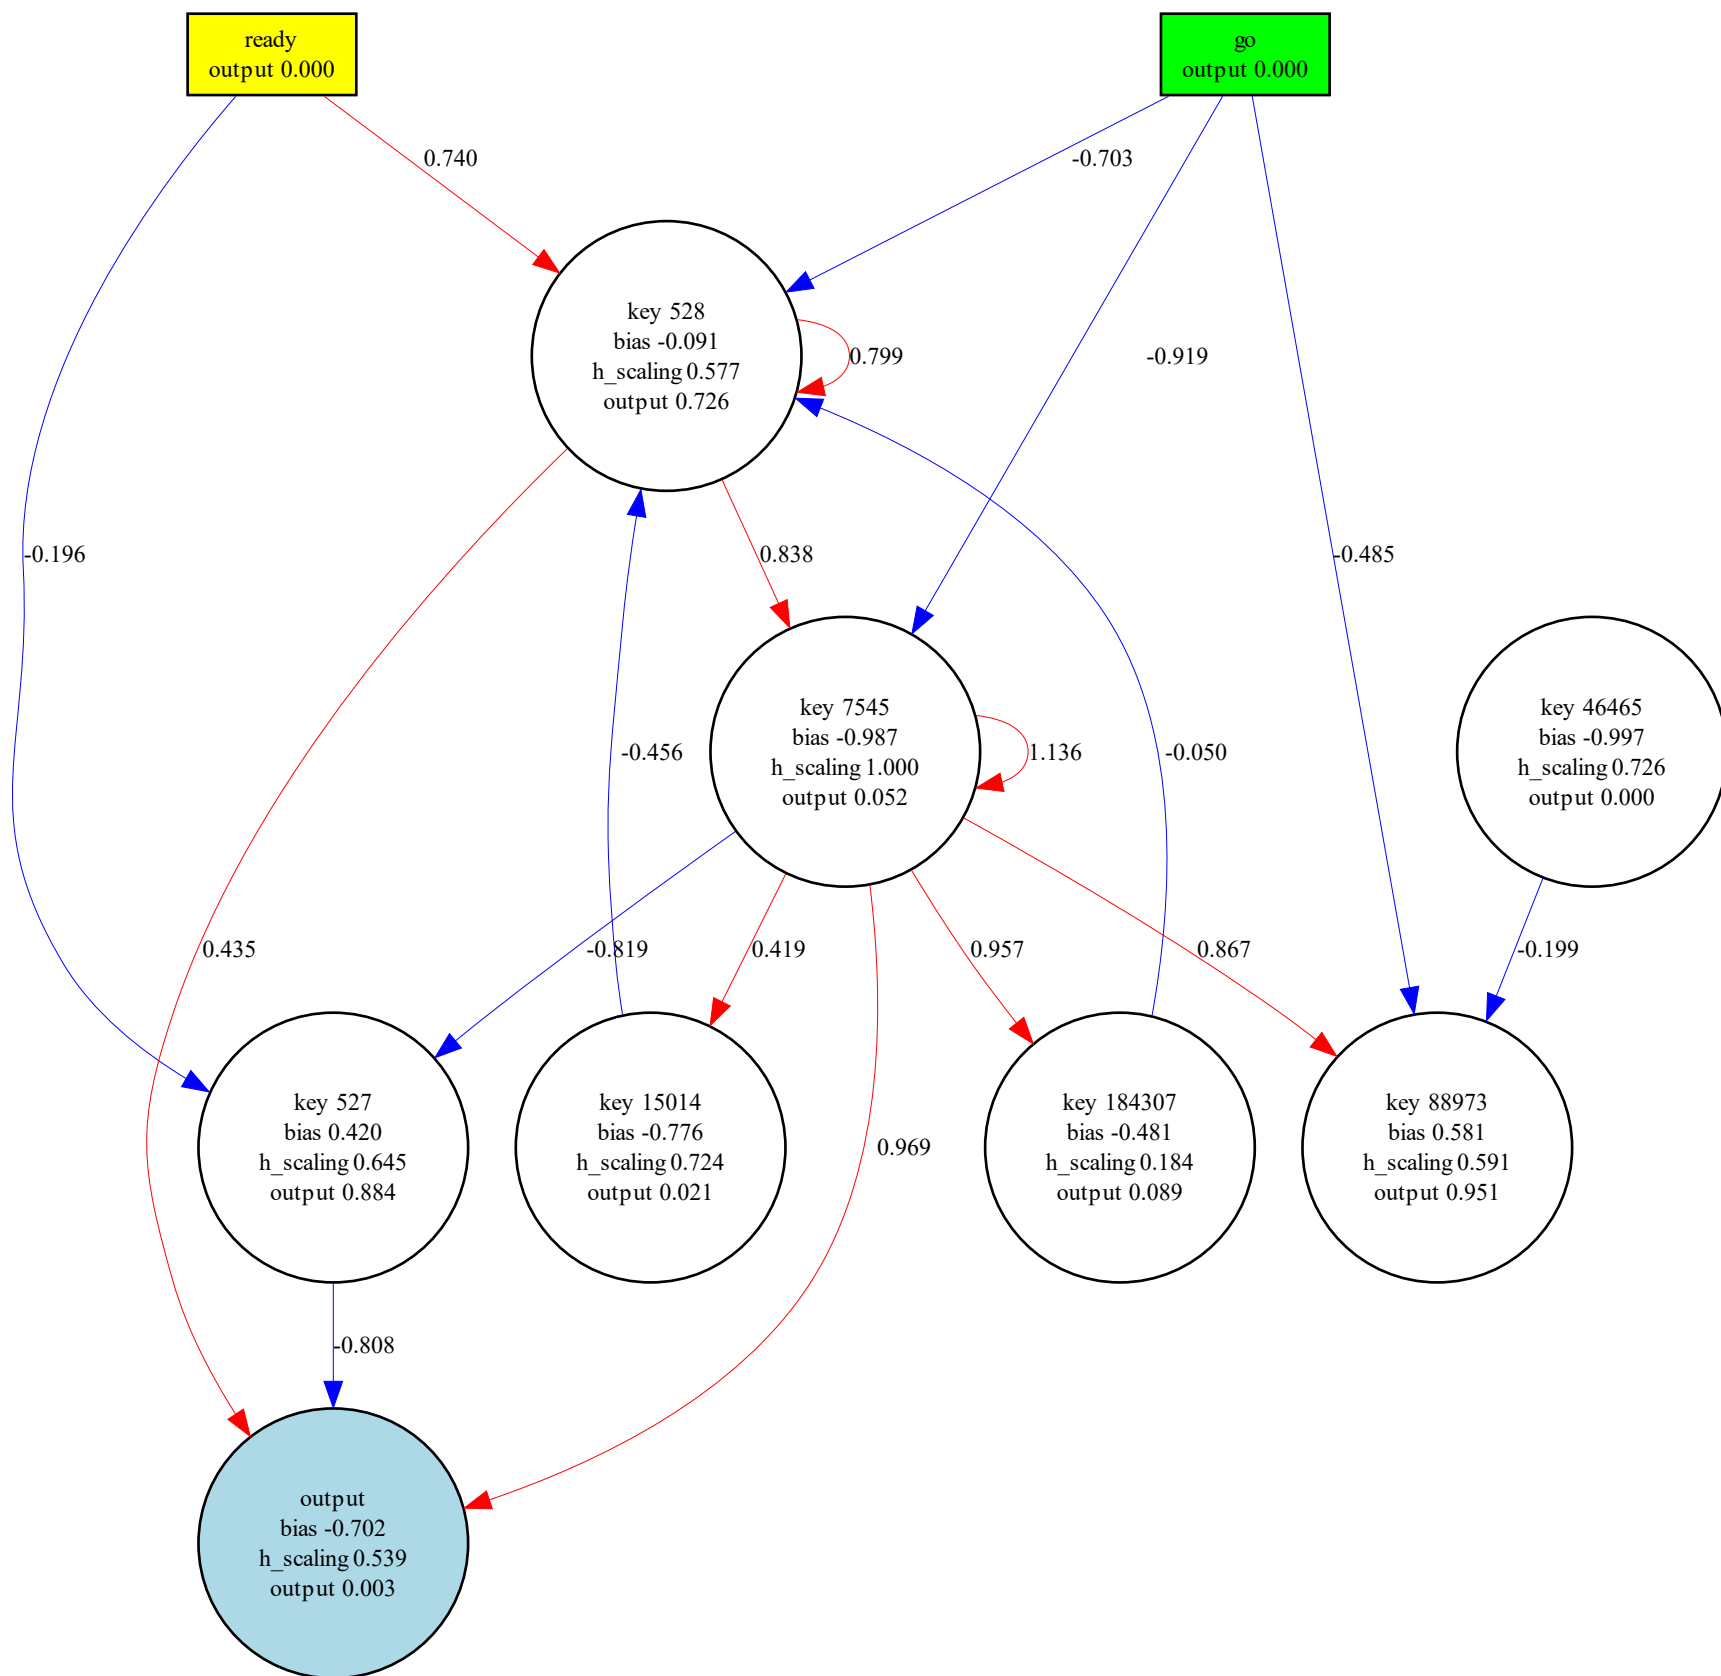 ready
output 0.000
go
output 0.000
0.740
-0.703
key 528
bias -0.091
h_scaling 0.577
output 0.726
0.799
-0.919
-0.196
0.838
-0.485
key 7545
bias -0.987
h_scaling 1.000
output 0.052
1.136
-0.456
-0.050
key 46465
bias -0.997
h_scaling 0.726
output 0.000
0.435
-0.819
0.419
0.957
0.867
-0.199
key 527
bias 0.420
h_scaling 0.645
output 0.884
key 15014
bias -0.776
h_scaling 0.724
output 0.021
0.969
key 184307
bias -0.481
h_scaling 0.184
output 0.089
key 88973
bias 0.581
h_scaling 0.591
output 0.951
-0.808
output
bias -0.702
h_scaling 0.539
output 0.003